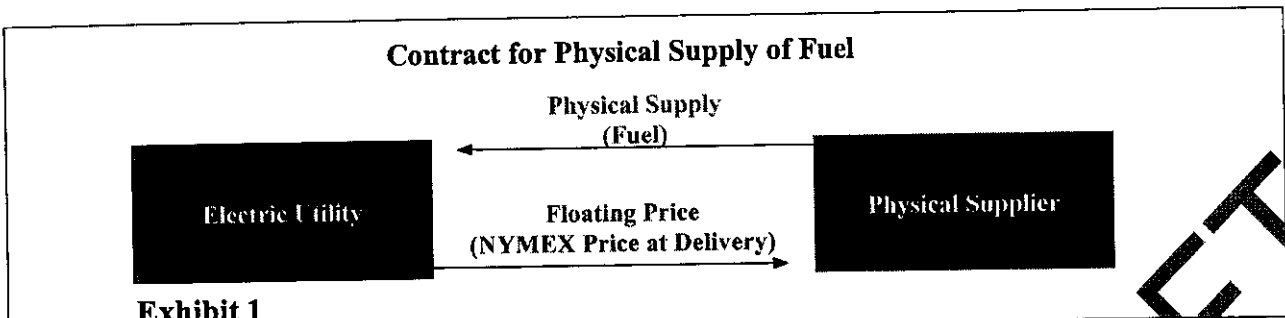 Contract for Physical Supply of Fuel
Physical Supply
(Fuel)
Electric Utility
Physical Supplier
Floating Price
(NYMEX Price at Delivery)
Exhibit 1